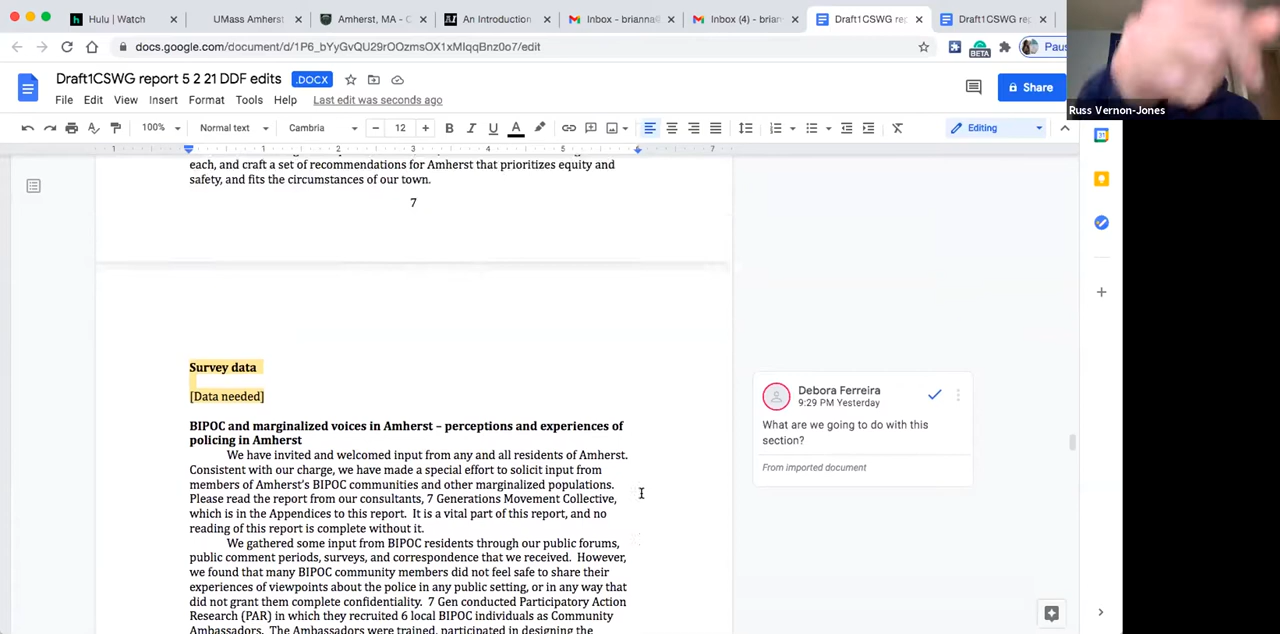 Hulu | Watch
UMass Amherst
Amherst, MA - C
An Introduction
Inbox - brianna@
Inbox (4) - brian
Draft1CSWG rep
Draft1CSWG rep
docs.google.com/document/d/1P6_bYyGvQU29rOOzmsOX1xMIqqBnz0o7/edit
BETA
Pau
Draft1CSWG report 5 2 21 DDF edits
.DOCX
File Edit View Insert Format Tools Help
Last edit was seconds ago
Share
Russ Vernon-Jones
100%
Normal text
Cambria
12
Editing
1 1 2 3 4 5 6 7
each, and craft a set of recommendations for Amherst that prioritizes equity and
safety, and fits the circumstances of our town.
7
Survey data
[Data needed]
BIPOC and marginalized voices in Amherst – perceptions and experiences of
policing in Amherst
We have invited and welcomed input from any and all residents of Amherst.
Consistent with our charge, we have made a special effort to solicit input from
members of Amherst's BIPOC communities and other marginalized populations.
Please read the report from our consultants, 7 Generations Movement Collective,
which is in the Appendices to this report. It is a vital part of this report, and no
reading of this report is complete without it.
We gathered some input from BIPOC residents through our public forums,
public comment periods, surveys, and correspondence that we received. However,
we found that many BIPOC community members did not feel safe to share their
experiences of viewpoints about the police in any public setting, or in any way that
did not grant them complete confidentiality. 7 Gen conducted Participatory Action
Research (PAR) in which they recruited 6 local BIPOC individuals as Community
Ambassadors. The Ambassadors were trained, participated in designing the
Debora Ferreira
9:29 PM Yesterday
What are we going to do with this
section?
From imported document